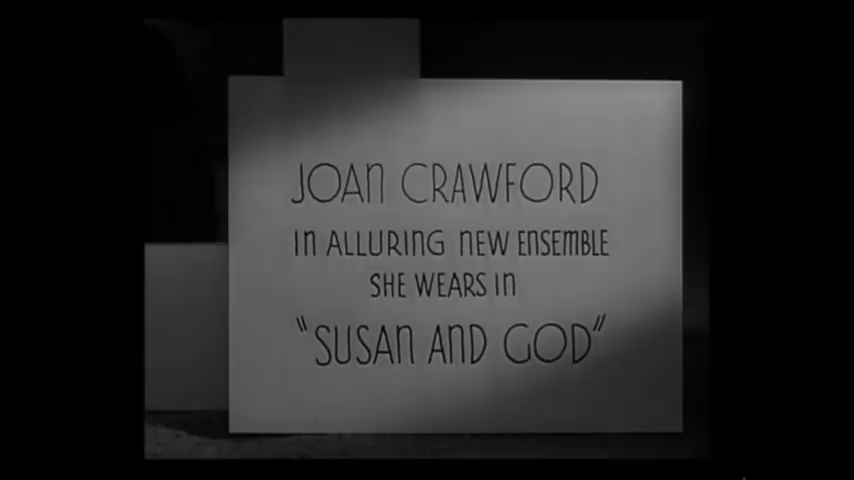 JOAN CRAWFORD
IN ALLURING NEW ENSEMBLE
SHE WEARS IN
"SUSAN AND GOD"